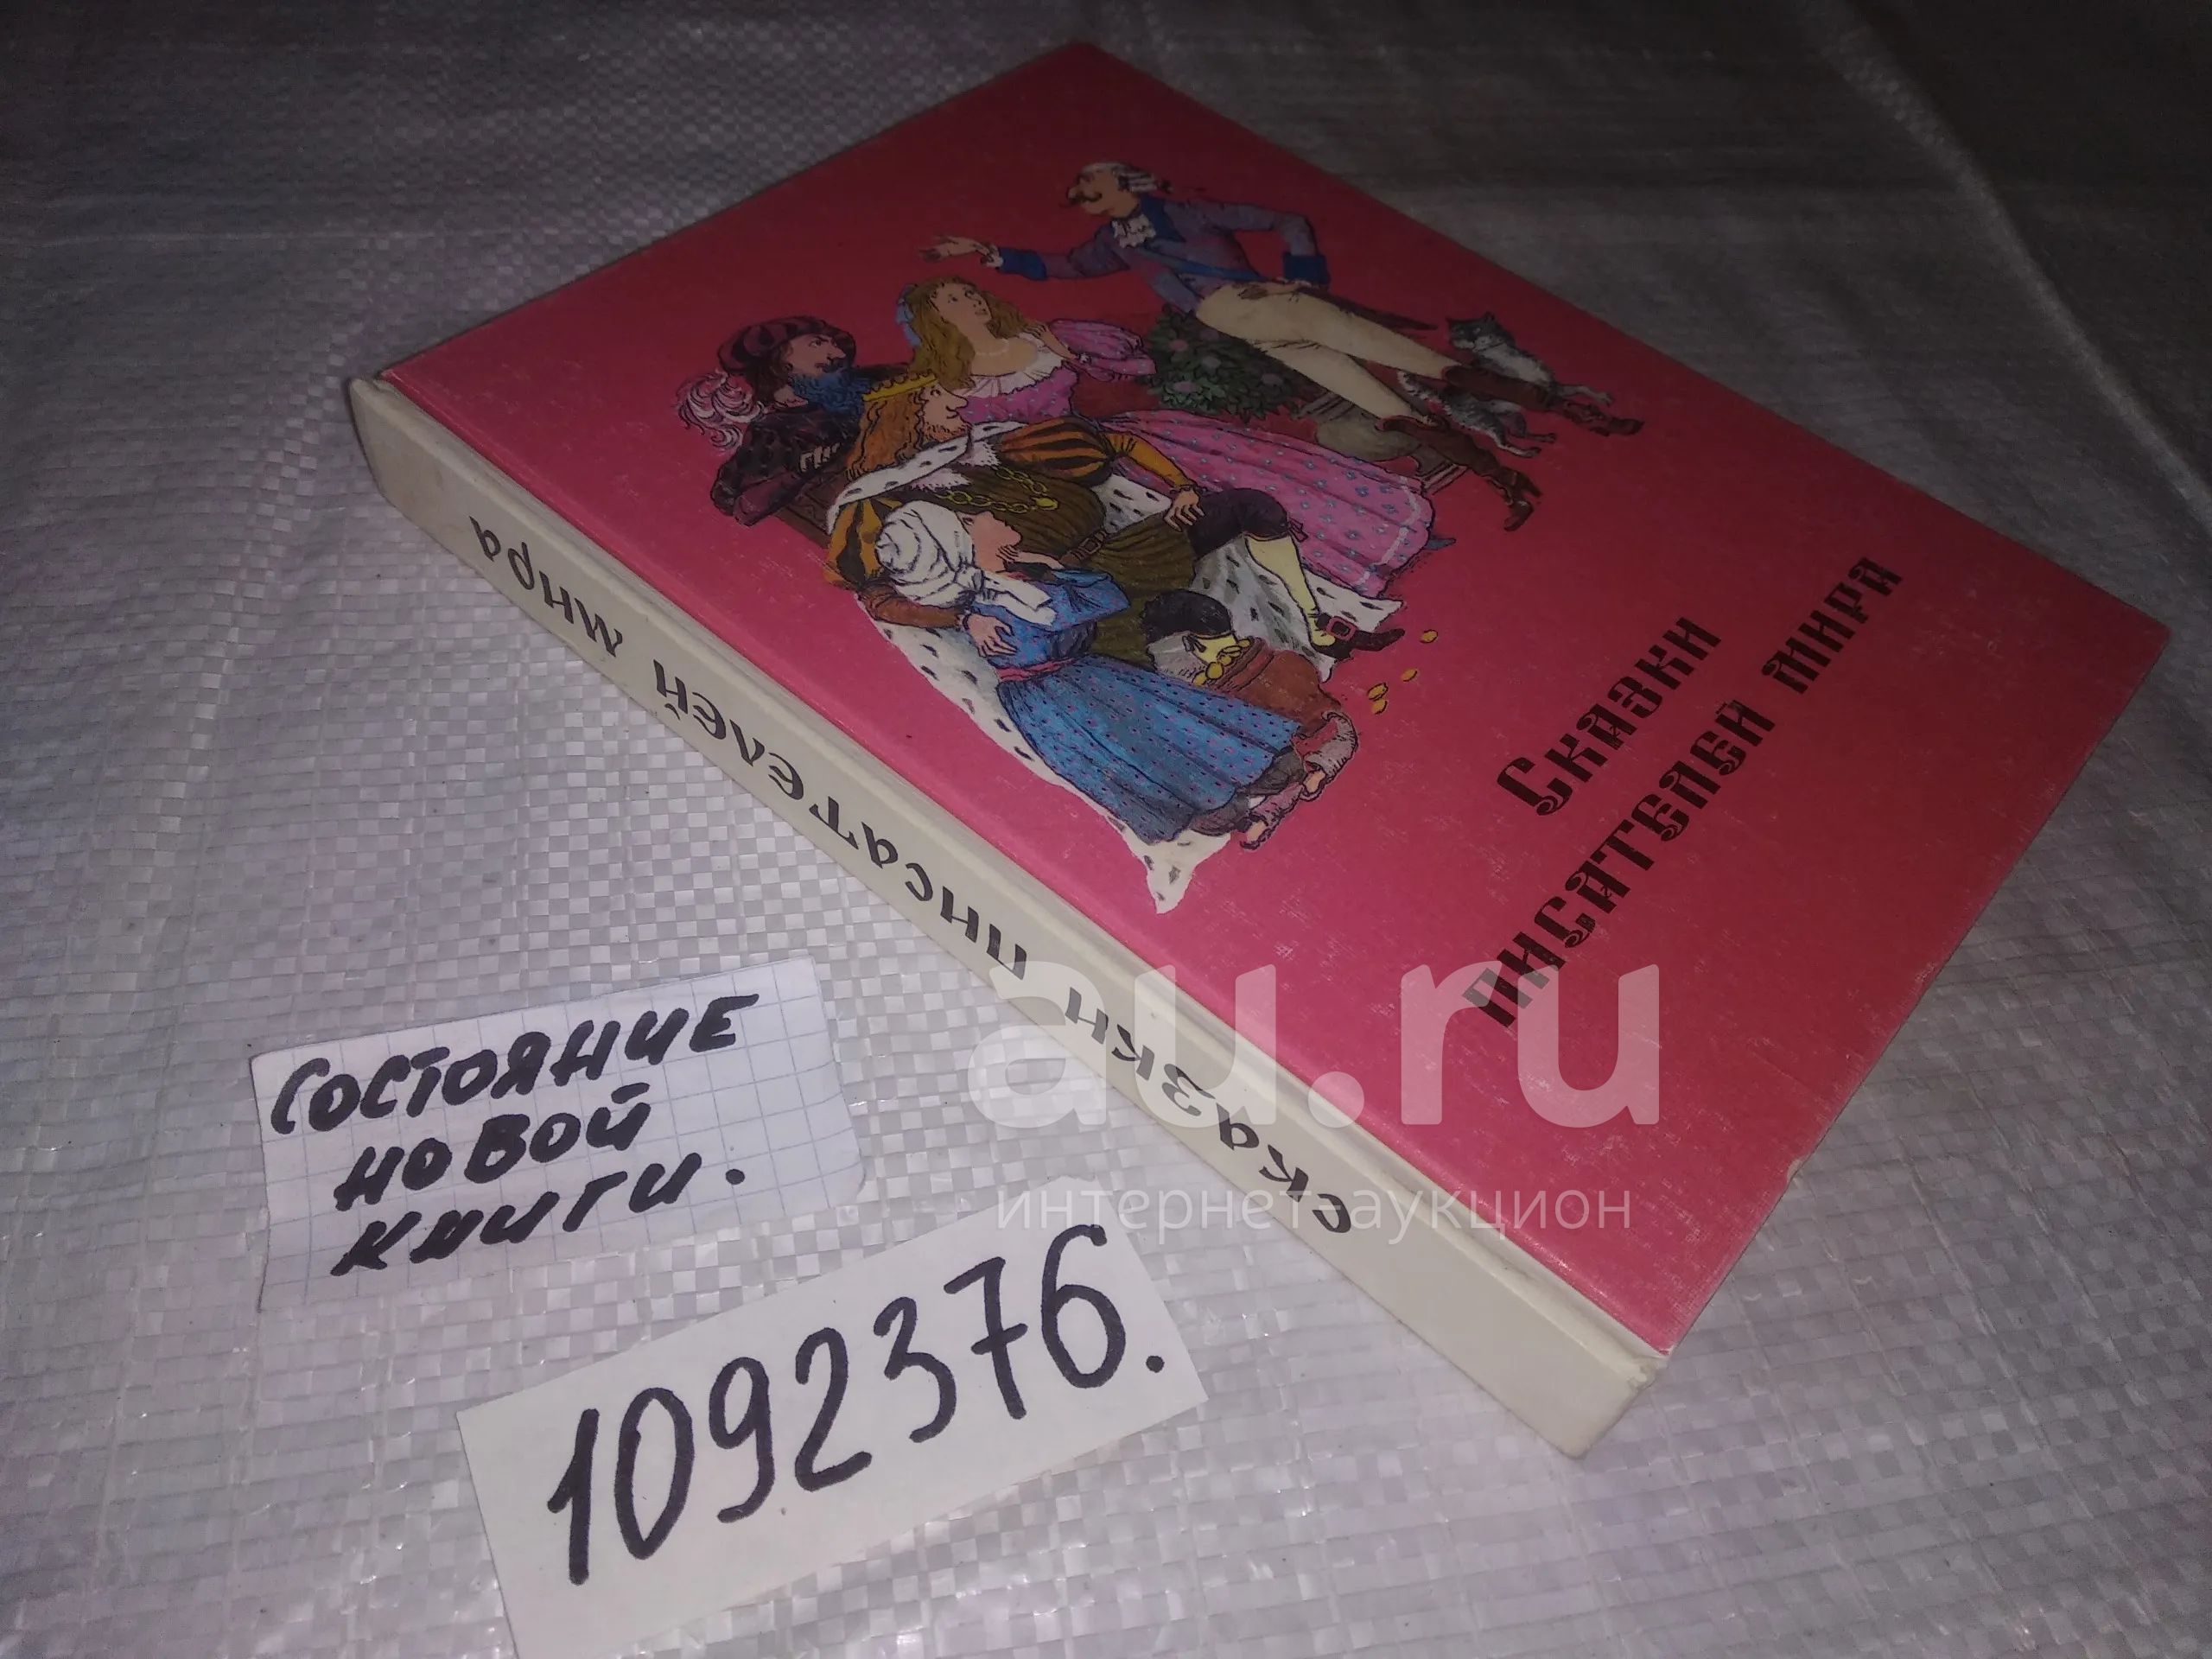 Сказки
писателей мира
сказки писателей мира
au.ru
интернет-аукцион
СОСТОЯНИЕ
НОВОЙ
КНИГИ.
1092376.